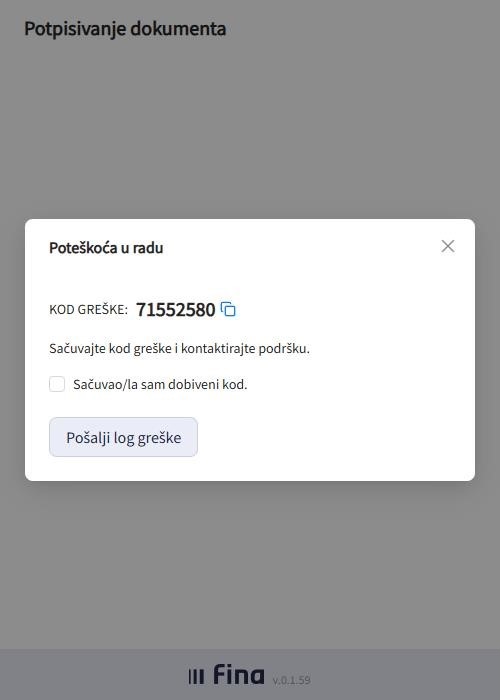 Potpisivanje dokumenta
Poteškoća u radu
KOD GREŠKE: 71552580
Sačuvajte kod greške i kontaktirajte podršku.
Sačuvao/la sam dobiveni kod.
Pošalji log greške
Fina v.0.1.59